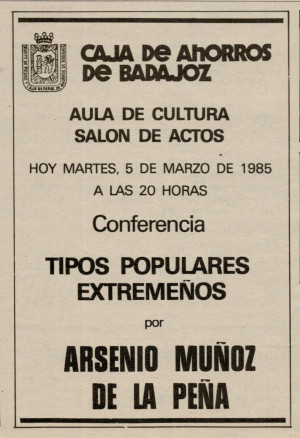 CAJA DE AHORROS
DE BADAJOZ
AULA DE CULTURA
SALON DE ACTOS
HOY MARTES, 5 DE MARZO DE 1985
A LAS 20 HORAS
Conferencia
TIPOS POPULARES
EXTREMEÑOS
por
ARSENIO MUÑOZ
DE LA PEÑA